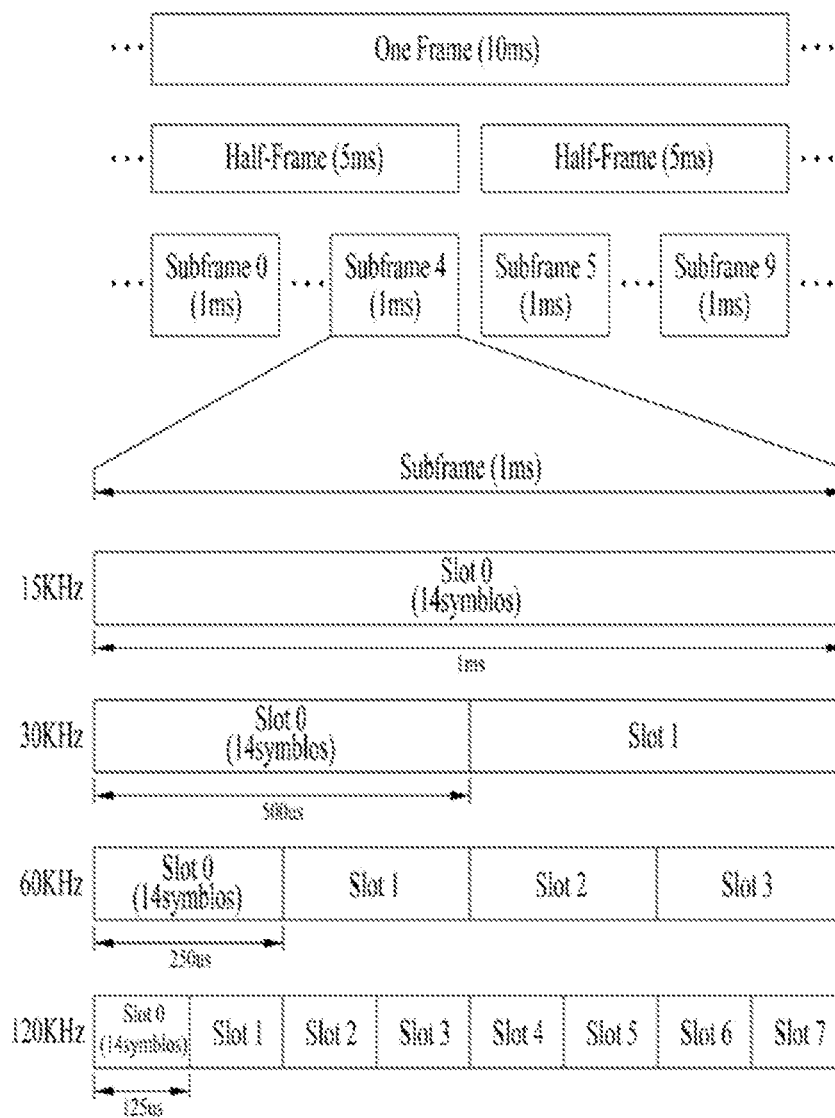 One Frame (10ms)
Half-Frame (5ms)
Half-Frame (5ms)
Subframe 0
(1ms)
Subframe 4
(1ms)
Subframe 5
(1ms)
Subframe 9
(1ms)
Subframe (1ms)
15KHz
Slot 0
(14symblos)
1ms
30KHz
Slot 0
(14symblos)
Slot 1
500us
60KHz
Slot 0
(14symblos)
Slot 1
Slot 2
Slot 3
250us
120KHz
Slot 0
(14symblos)
Slot 1
Slot 2
Slot 3
Slot 4
Slot 5
Slot 6
Slot 7
125us